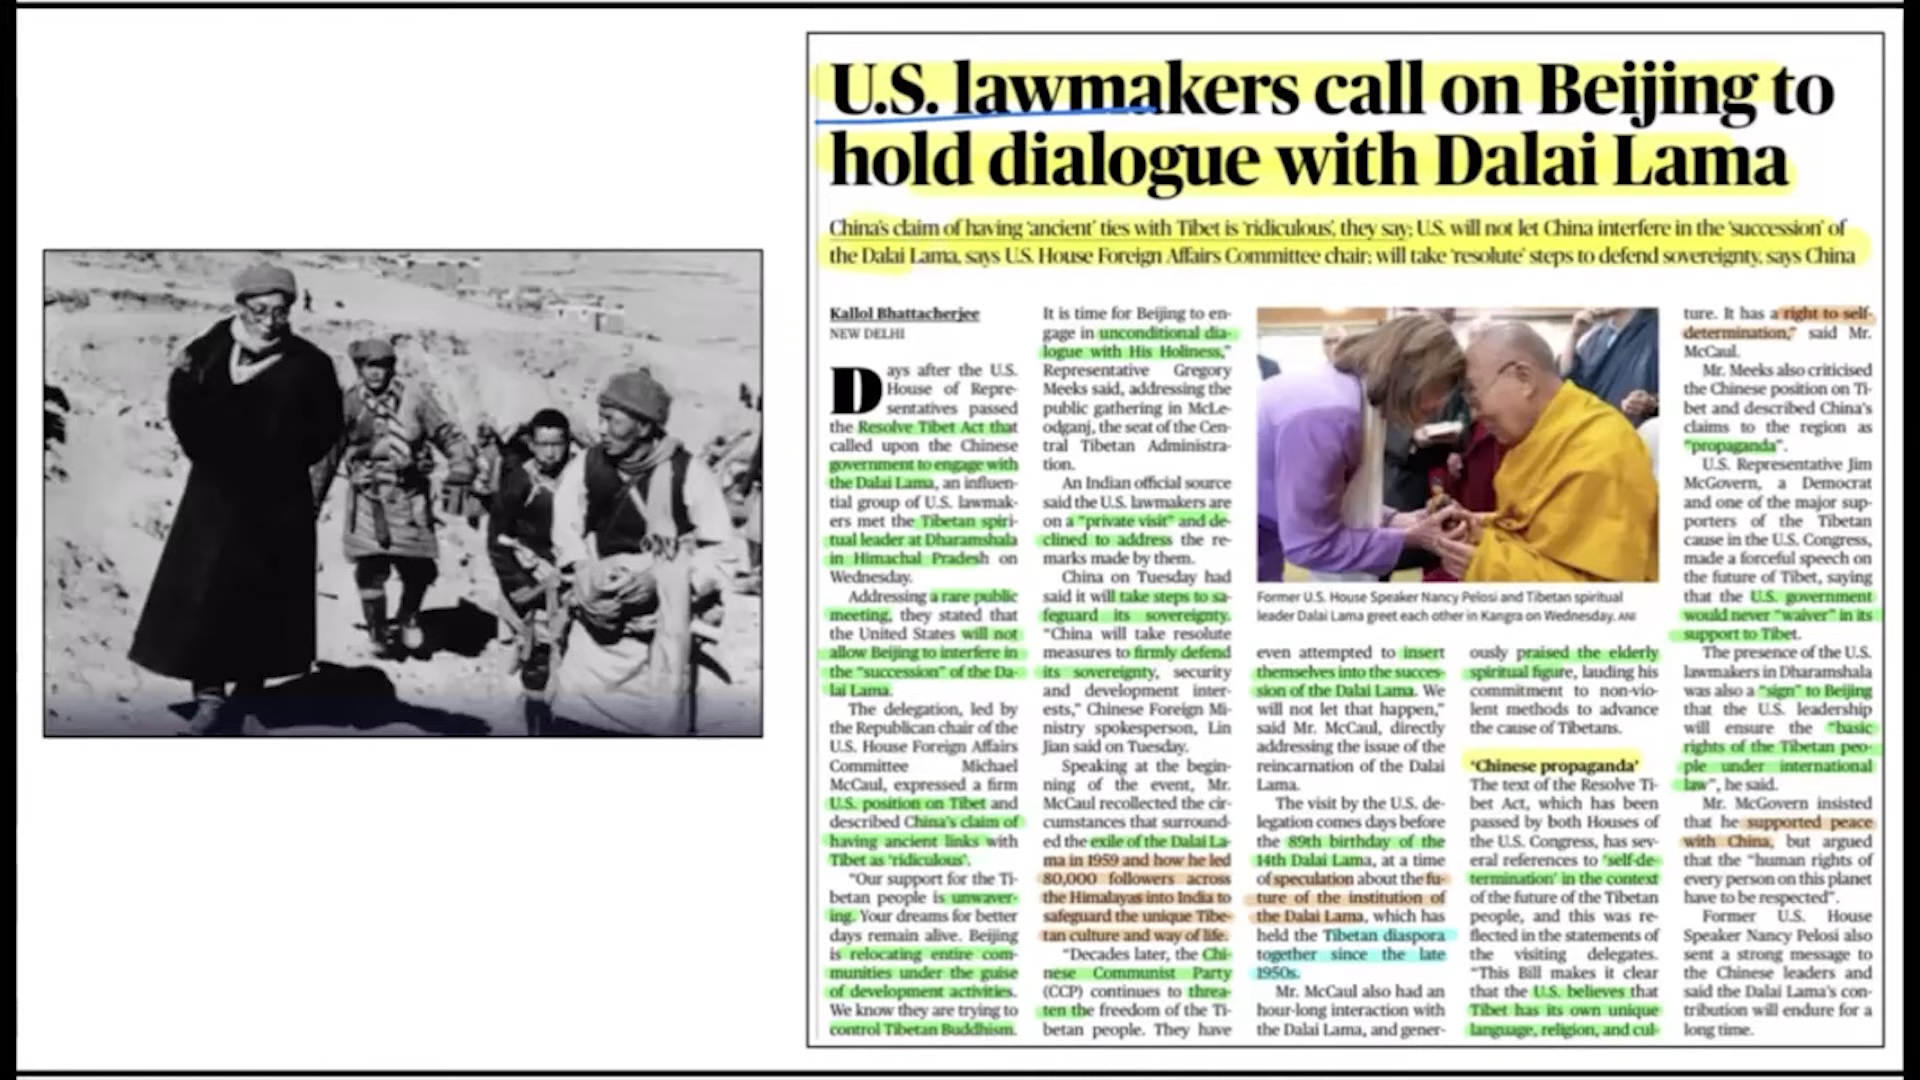 U.S. lawmakers call on Beijing to
hold dialogue with Dalai Lama
China's claim of having 'ancient' ties with Tibet is 'ridiculous', they say; U.S. will not let China interfere in the 'succession' of
the Dalai Lama, says U.S. House Foreign Affairs Committee chair; will take 'resolute' steps to defend sovereignty, says China
Kallol Bhattacherjee
NEW DELHI
Days after the U.S.
House of Repre-
sentatives passed
the Resolve Tibet Act that
called upon the Chinese
government to engage with
the Dalai Lama, an influen-
tial group of U.S. lawmak-
ers met the Tibetan spiri-
tual leader at Dharamshala
in Himachal Pradesh on
Wednesday.
Addressing a rare public
meeting, they stated that
the United States will not
allow Beijing to interfere in
the "succession" of the Da-
lai Lama.
The delegation, led by
the Republican chair of the
U.S. House Foreign Affairs
Committee Michael
McCaul, expressed a firm
U.S. position on Tibet and
described China's claim of
having ancient links with
Tibet as 'ridiculous'.
"Our support for the Ti-
betan people is unwaver-
ing. Your dreams for better
days remain alive. Beijing
is relocating entire com-
munities under the guise
of development activities.
We know they are trying to
control Tibetan Buddhism.
It is time for Beijing to en-
gage in unconditional dia-
logue with His Holiness,"
Representative Gregory
Meeks said, addressing the
public gathering in McLe-
odganj, the seat of the Cen-
tral Tibetan Administra-
tion.
An Indian official source
said the U.S. lawmakers are
on a "private visit" and de-
clined to address the re-
marks made by them.
China on Tuesday had
said it will take steps to sa-
feguard its sovereignty.
"China will take resolute
measures to firmly defend
its sovereignty, security
and development inter-
ests," Chinese Foreign Mi-
nistry spokesperson, Lin
Jian said on Tuesday.
Speaking at the begin-
ning of the event, Mr.
McCaul recollected the cir-
cumstances that surround-
ed the exile of the Dalai La-
ma in 1959 and how he led
80,000 followers across
the Himalayas into India to
safeguard the unique Tibe-
tan culture and way of life.
"Decades later, the Chi-
nese Communist Party
(CCP) continues to threa-
ten the freedom of the Ti-
betan people. They have
Former U.S. House Speaker Nancy Pelosi and Tibetan spiritual
leader Dalai Lama greet each other in Kangra on Wednesday. ANI
even attempted to insert
themselves into the succes-
sion of the Dalai Lama. We
will not let that happen,"
said Mr. McCaul, directly
addressing the issue of the
reincarnation of the Dalai
Lama.
The visit by the U.S. de-
legation comes days before
the 89th birthday of the
14th Dalai Lama, at a time
of speculation about the fu-
ture of the institution of
the Dalai Lama, which has
held the Tibetan diaspora
together since the late
1950s.
Mr. McCaul also had an
hour-long interaction with
the Dalai Lama, and gener-
ously praised the elderly
spiritual figure, lauding his
commitment to non-vio-
lent methods to advance
the cause of Tibetans.
'Chinese propaganda'
The text of the Resolve Ti-
bet Act, which has been
passed by both Houses of
the U.S. Congress, has sev-
eral references to 'self-de-
termination' in the context
of the future of the Tibetan
people, and this was re-
flected in the statements of
the visiting delegates.
"This Bill makes it clear
that the U.S. believes that
Tibet has its own unique
language, religion, and cul-
ture. It has a right to self-
determination," said Mr.
McCaul.
Mr. Meeks also criticised
the Chinese position on Ti-
bet and described China's
claims to the region as
"propaganda".
U.S. Representative Jim
McGovern, a Democrat
and one of the major sup-
porters of the Tibetan
cause in the U.S. Congress,
made a forceful speech on
the future of Tibet, saying
that the U.S. government
would never "waiver" in its
support to Tibet.
The presence of the U.S.
lawmakers in Dharamshala
was also a "sign" to Beijing
that the U.S. leadership
will ensure the "basic
rights of the Tibetan peo-
ple under international
law", he said.
Mr. McGovern insisted
that he supported peace
with China, but argued
that the "human rights of
every person on this planet
have to be respected".
Former U.S. House
Speaker Nancy Pelosi also
sent a strong message to
the Chinese leaders and
said the Dalai Lama's con-
tribution will endure for a
long time.